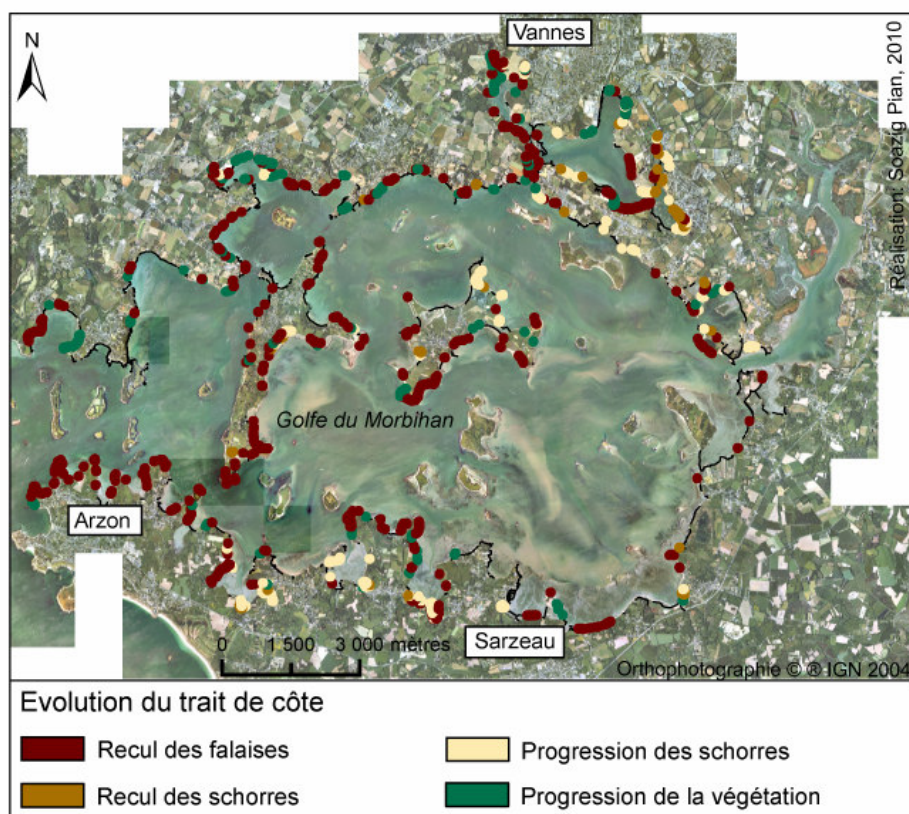 N
Vannes
Réalisation: Soazig Pian, 2010
Golfe du Morbihan
Arzon
Sarzeau
0 1 500 3 000 mètres
Orthophotographie © ® IGN 2004
Evolution du trait de côte
Recul des falaises
Progression des schorres
Recul des schorres
Progression de la végétation